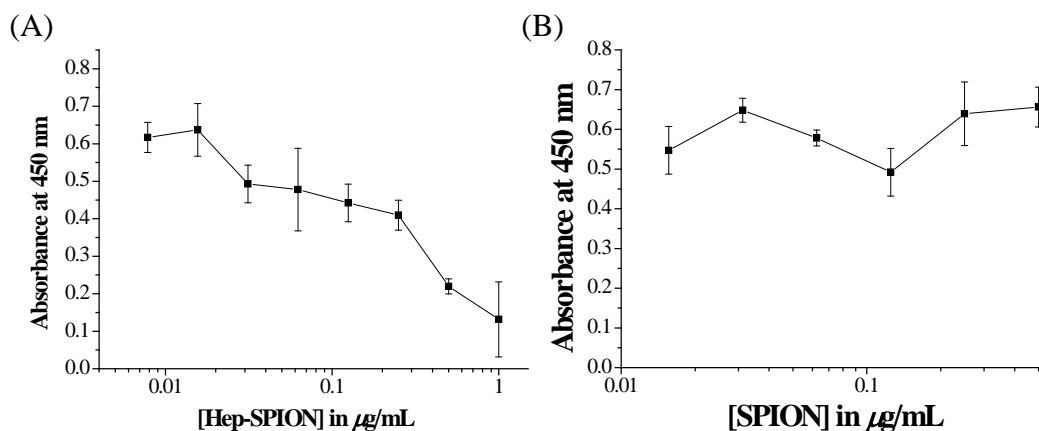 (A)
Absorbance at 450 nm
0.8
0.7
0.6
0.5
0.4
0.3
0.2
0.1
0.0
0.01 0.1 1
[Hep-SPION] in μg/mL
(B)
Absorbance at 450 nm
0.8
0.7
0.6
0.5
0.4
0.3
0.2
0.1
0.0
0.01 0.1
[SPION] in μg/mL